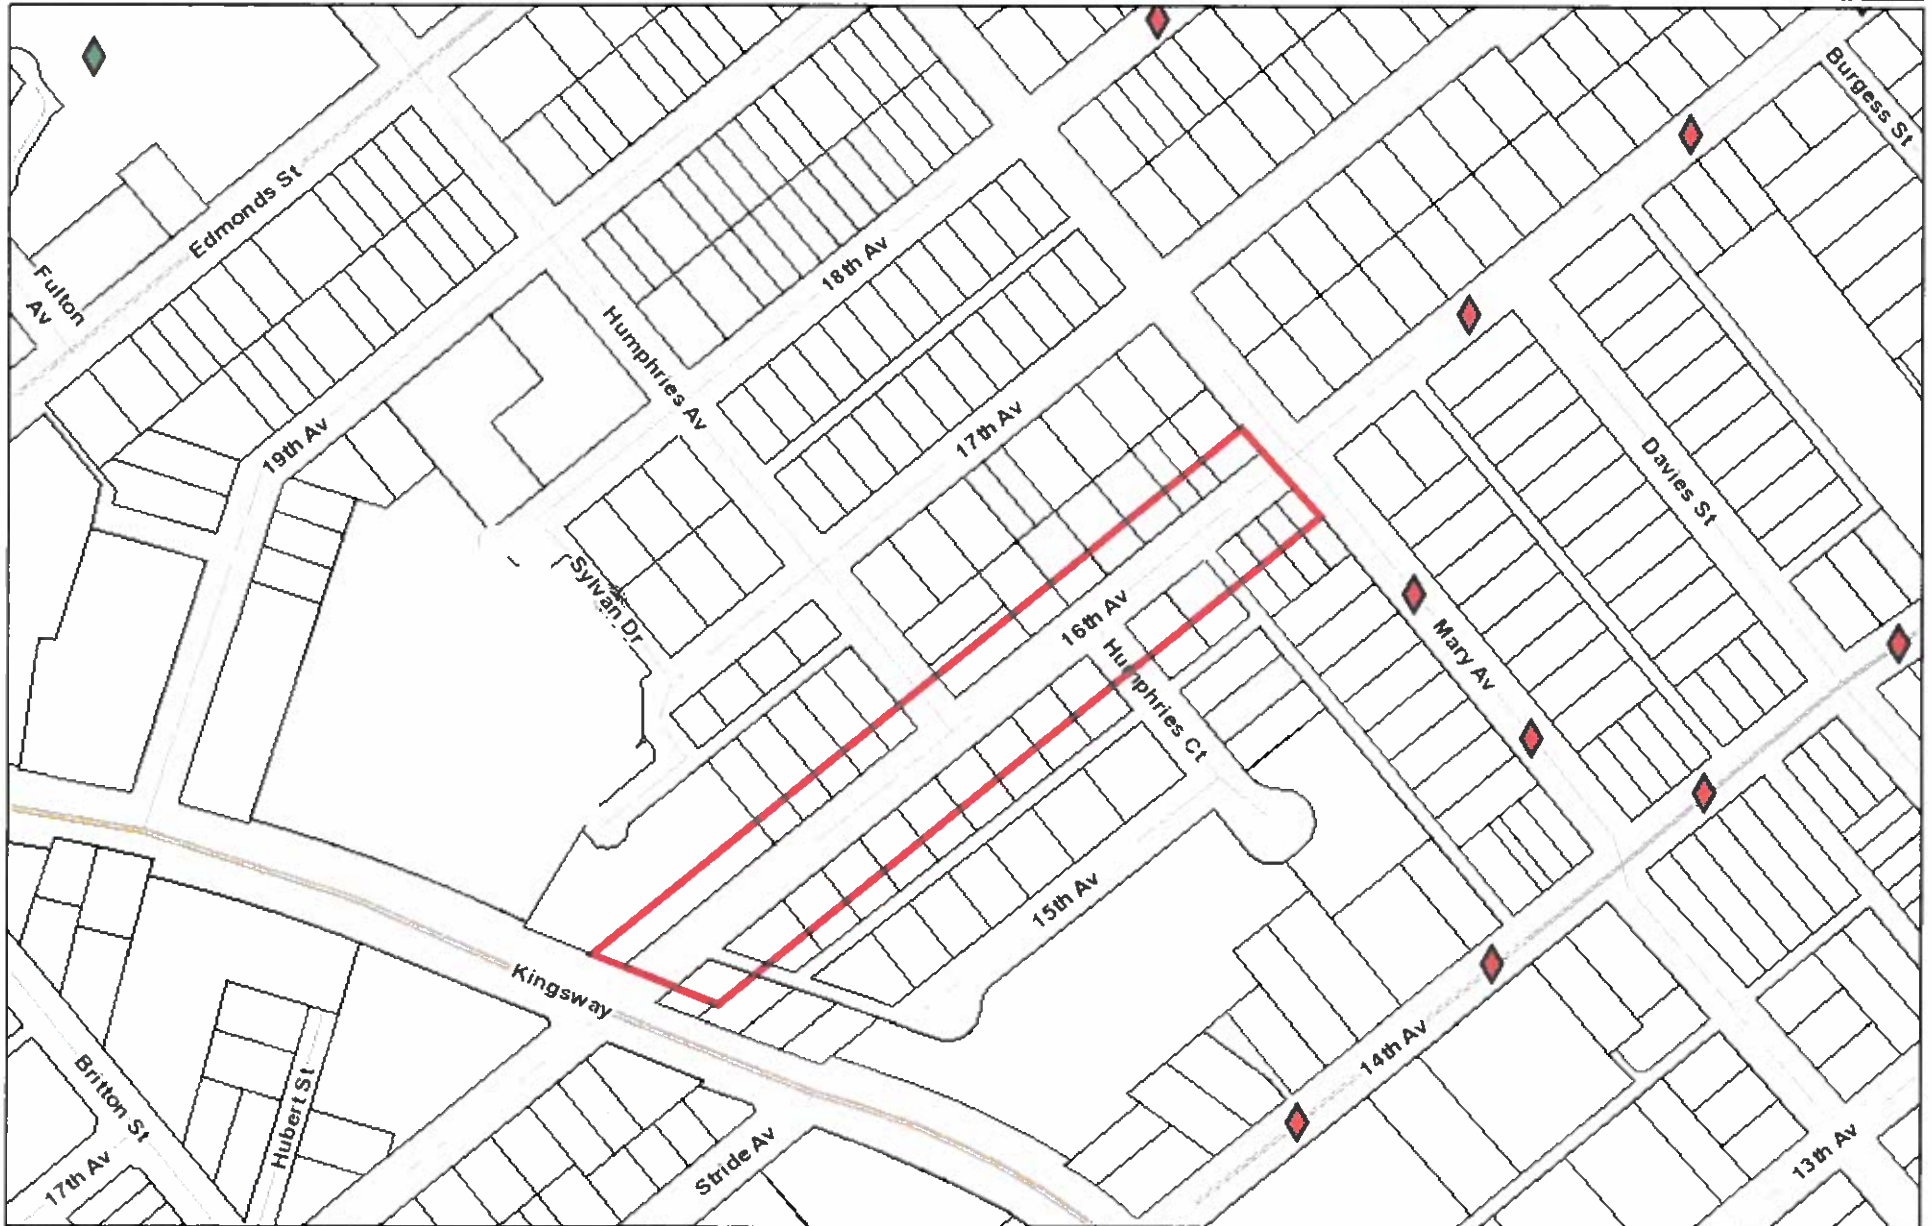 Burgess St
Edmonds St
Fulton
Av
18th Av
Humphries Av
17th Av
19th Av
Davies St
Sylvan Dr
16th Av
Mary Av
Humphries Ct
15th Av
Kingsway
14th Av
Britton St
Hubert St
17th Av
Stride Av
13th Av